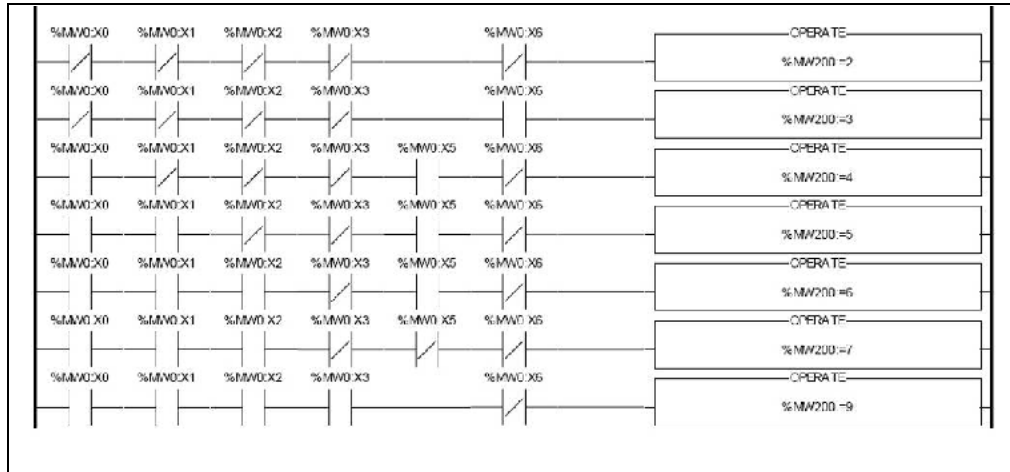 %MW0:X0 %MW0:X1 %MW0:X2 %MW0:X3 %MW0:X6 OPERATE
%MW200:=2
%MW0:X0 %MW0:X1 %MW0:X2 %MW0:X3 %MW0:X6 OPERATE
%MW200:=3
%MW0:X0 %MW0:X1 %MW0:X2 %MW0:X3 %MW0:X5 %MW0:X6 OPERATE
%MW200:=4
%MW0:X0 %MW0:X1 %MW0:X2 %MW0:X3 %MW0:X5 %MW0:X6 OPERATE
%MW200:=5
%MW0:X0 %MW0:X1 %MW0:X2 %MW0:X3 %MW0:X5 %MW0:X6 OPERATE
%MW200:=6
%MW0:X0 %MW0:X1 %MW0:X2 %MW0:X3 %MW0:X5 %MW0:X6 OPERATE
%MW200:=7
%MW0:X0 %MW0:X1 %MW0:X2 %MW0:X3 %MW0:X6 OPERATE
%MW200:=9